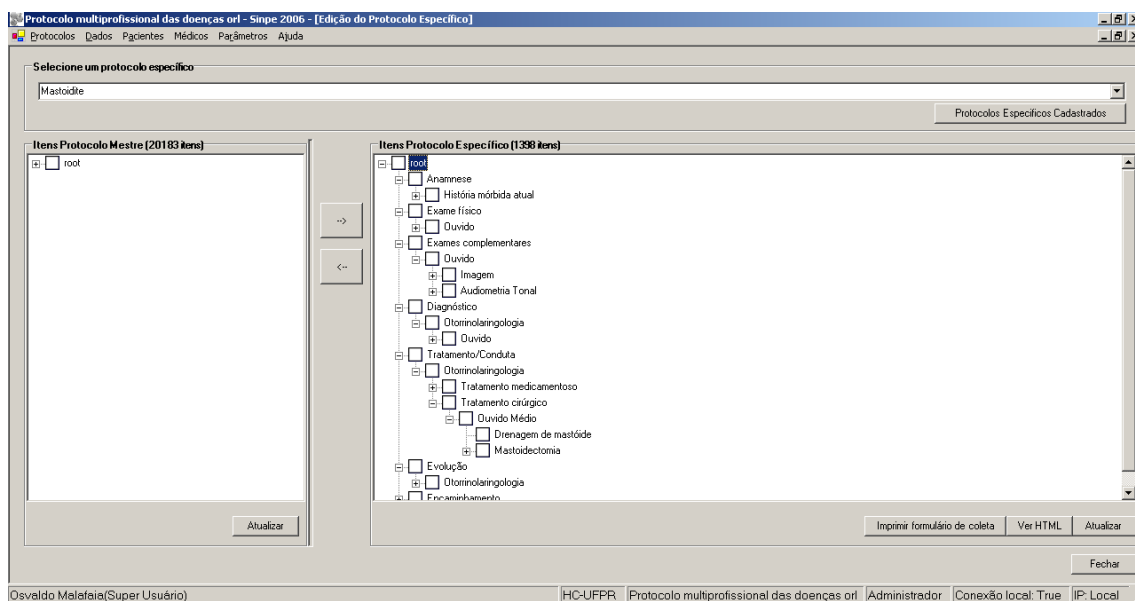 Protocolo multiprofissional das doenças orl - Sinpe 2006 - [Edição do Protocolo Específico]
Protocolos Dados Pacientes Médicos Parâmetros Ajuda
Selecione um protocolo específico
Mastoidite
Protocolos Especificos Cadastrados
Itens Protocolo Mestre (20183 itens)
root
-->
<--
Atualizar
Itens Protocolo Específico (1398 itens)
root
Anamnese
História mórbida atual
Exame físico
Ouvido
Exames complementares
Ouvido
Imagem
Audiometria Tonal
Diagnóstico
Otorrinolaringologia
Ouvido
Tratamento/Conduta
Otorrinolaringologia
Tratamento medicamentoso
Tratamento cirúrgico
Ouvido Médio
Drenagem de mastóide
Mastoidectomia
Evolução
Otorrinolaringologia
Encaminhamento
Imprimir formulário de coleta Ver HTML Atualizar
Fechar
Osvaldo Malafaia(Super Usuário) HC-UFPR Protocolo multiprofissional das doenças orl Administrador Conexão local: True IP: Local